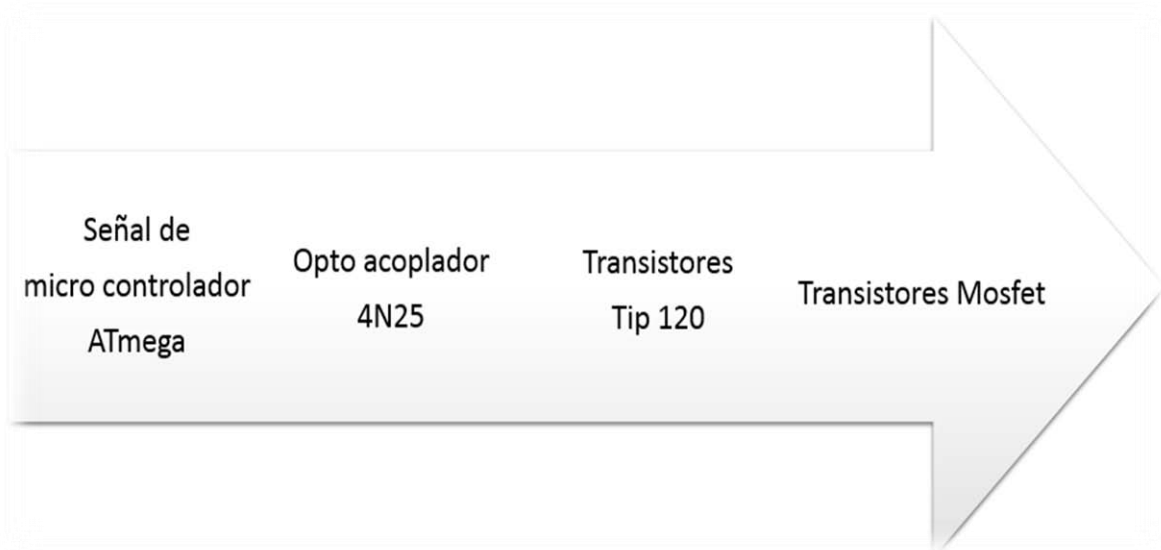 Señal de
micro controlador
ATmega
Opto acoplador
4N25
Transistores
Tip 120
Transistores Mosfet